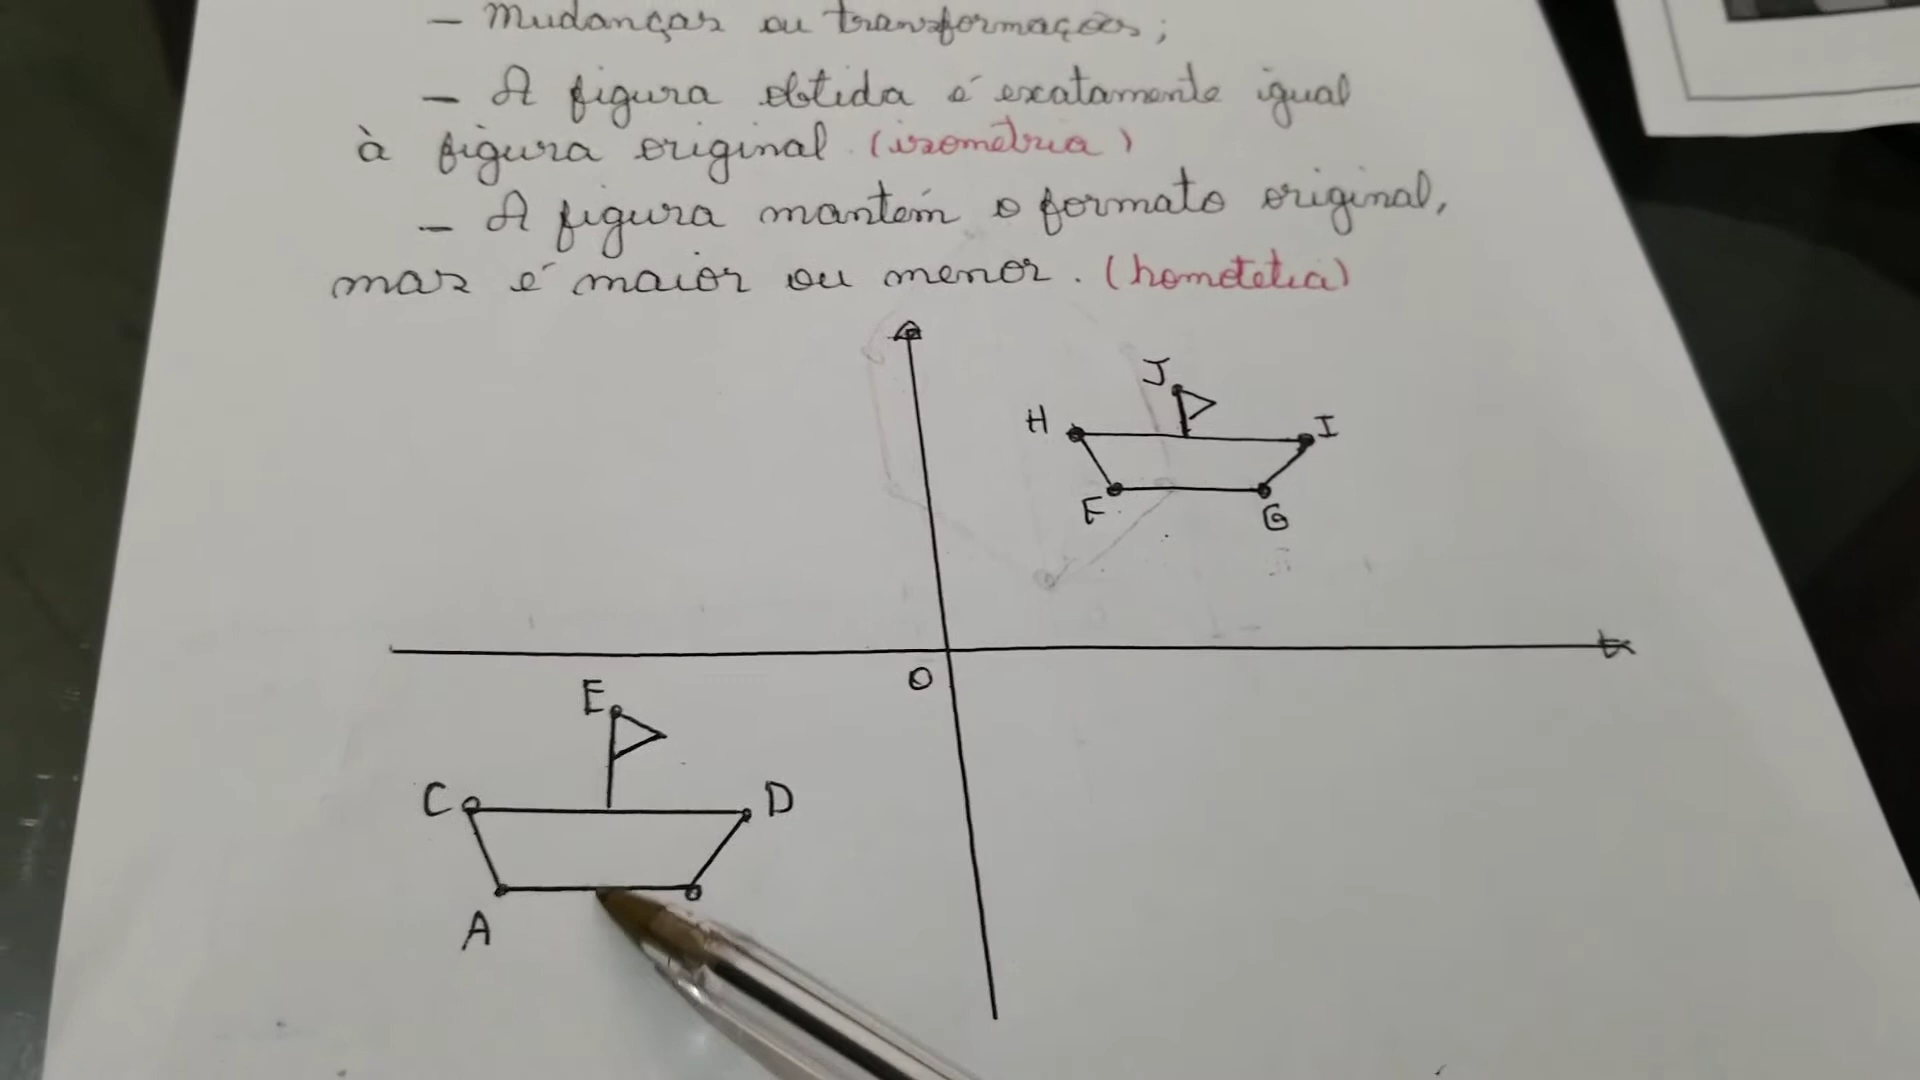 - Mudanças ou transformações;
- A figura obtida é exatamente igual
à figura original. (isometria)
- A figura mantém o formato original,
mas é maior ou menor. (homotetia)
J
H
I
F
G
O
E
C
D
A